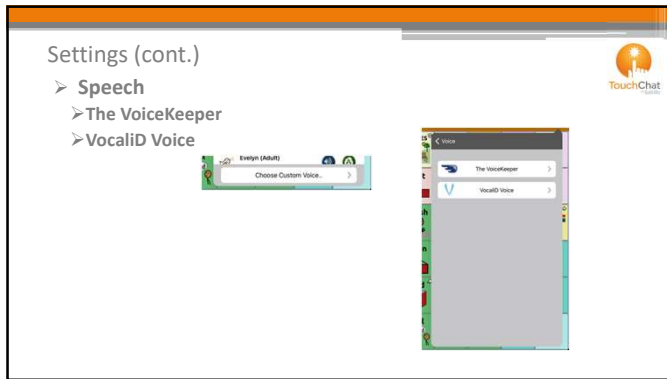 Settings (cont.)
TouchChat
➢ Speech
➢The VoiceKeeper
➢VocaliD Voice
Evelyn (Adult)
Choose Custom Voice..
Voice
The VoiceKeeper
VocaliD Voice